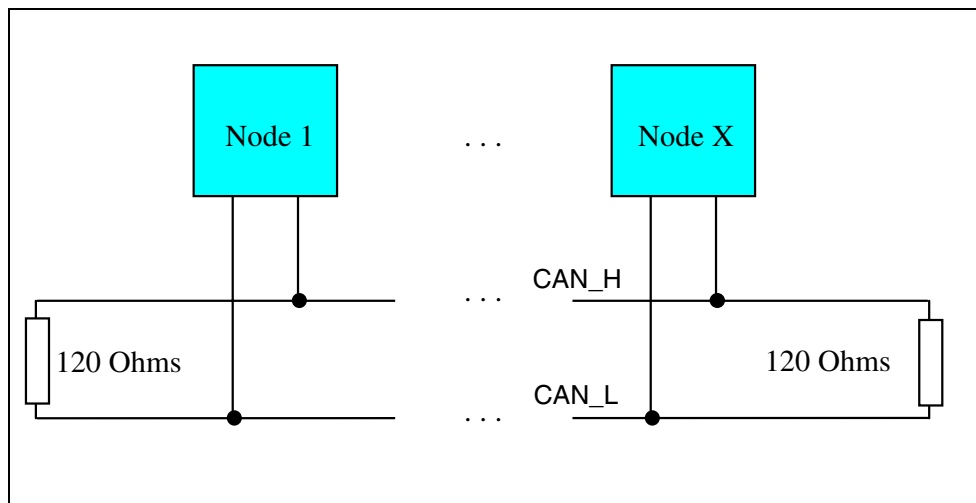 Node 1
. . .
Node X
CAN_H
. . .
120 Ohms
120 Ohms
CAN_L
. . .